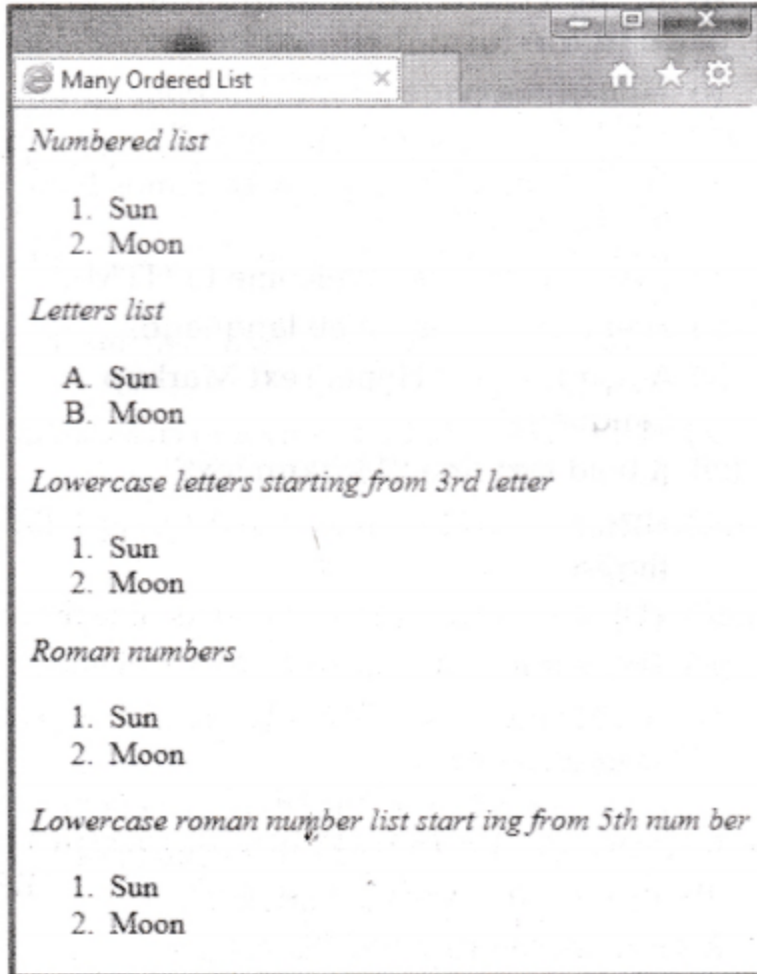 Many Ordered List
Numbered list
1. Sun
2. Moon
Letters list
A. Sun
B. Moon
Lowercase letters starting from 3rd letter
1. Sun
2. Moon
Roman numbers
1. Sun
2. Moon
Lowercase roman number list start ing from 5th num ber
1. Sun
2. Moon